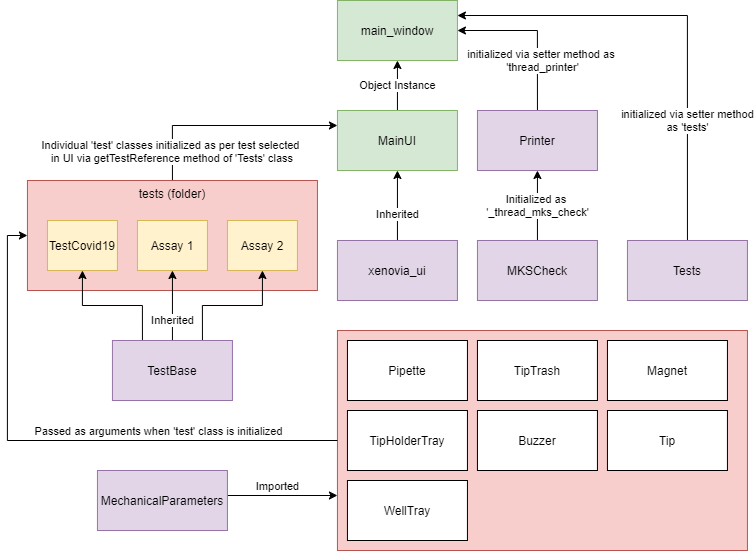 main_window
initialized via setter method as
'thread_printer'
Object Instance
initialized via setter method
as 'tests'
Individual 'test' classes initialized as per test selected
in UI via getTestReference method of 'Tests' class
MainUI
Printer
tests (folder)
Inherited
Initialized as
'_thread_mks_check'
TestCovid19
Assay 1
Assay 2
xenovia_ui
MKSCheck
Tests
Inherited
TestBase
Pipette
TipTrash
Magnet
Passed as arguments when 'test' class is initialized
TipHolderTray
Buzzer
Tip
MechanicalParameters
Imported
WellTray